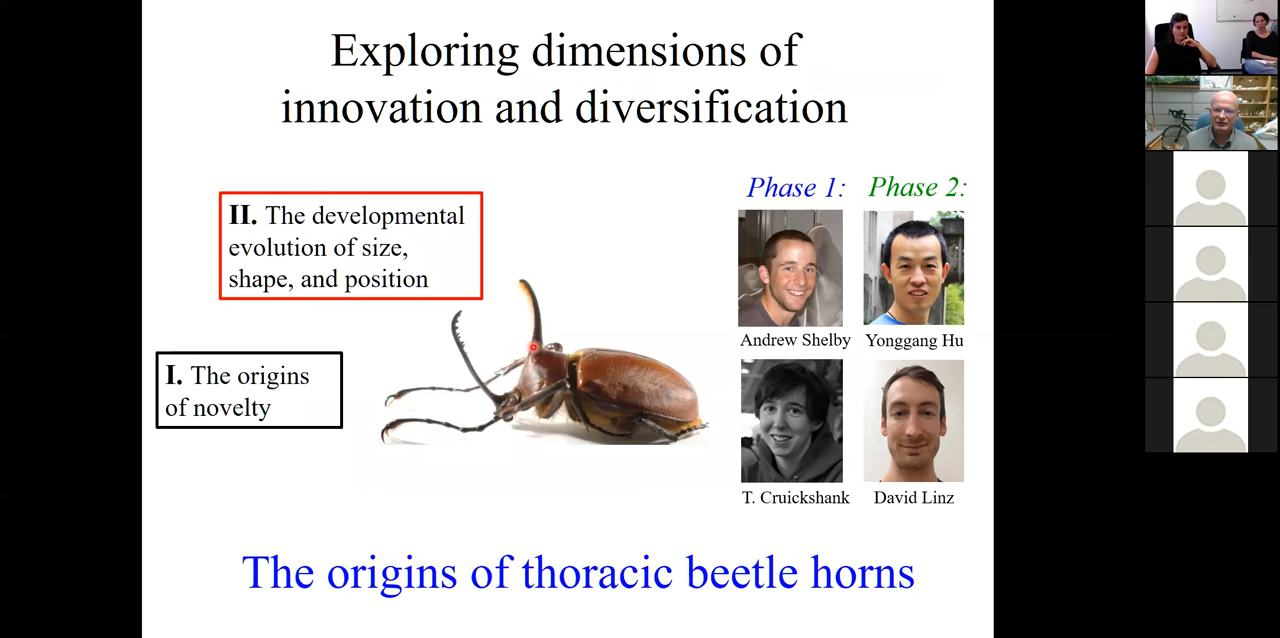 Exploring dimensions of
innovation and diversification
II. The developmental
evolution of size,
shape, and position
I. The origins
of novelty
Phase 1:
Phase 2:
Andrew Shelby
Yonggang Hu
T. Cruickshank
David Linz
The origins of thoracic beetle horns